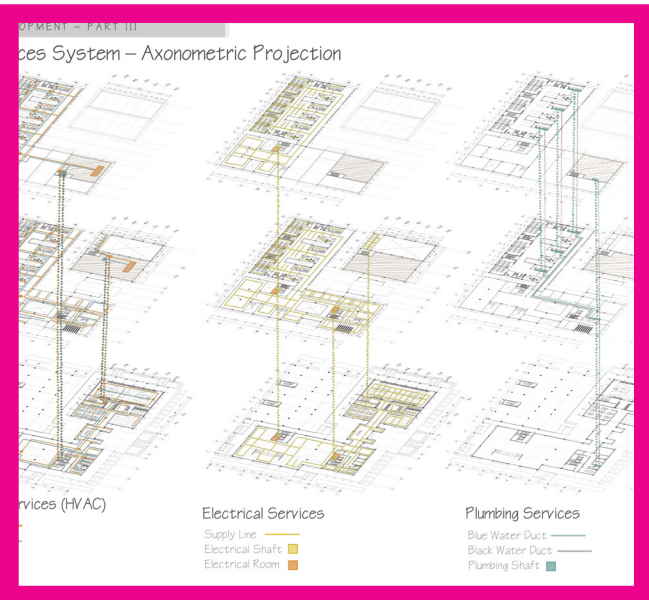 OPMENT – PART III
ces System – Axonometric Projection
rvices (HVAC)
Electrical Services
Supply Line
Electrical Shaft
Electrical Room
Plumbing Services
Blue Water Duct
Black Water Duct
Plumbing Shaft